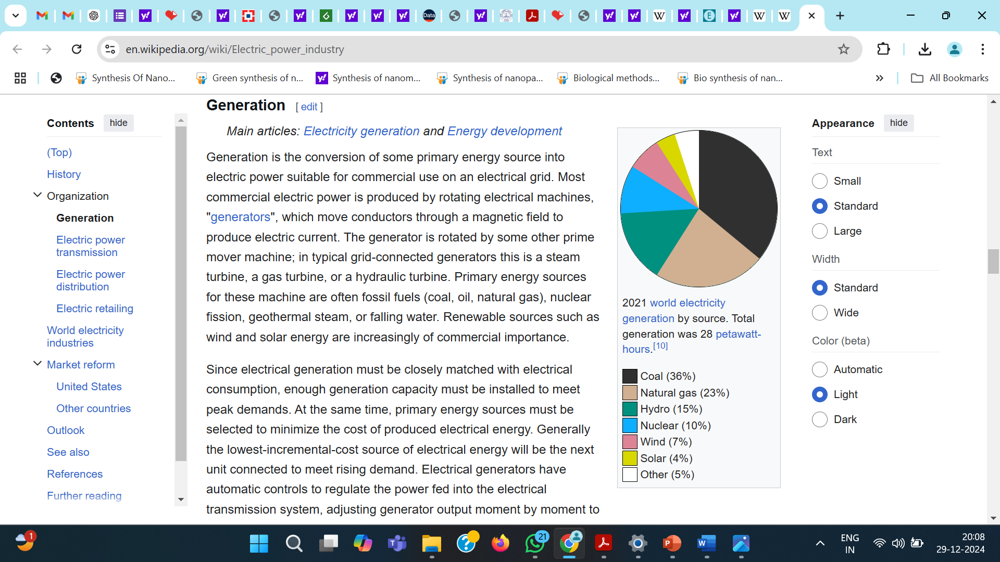 Data
W
E
W
W
en.wikipedia.org/wiki/Electric_power_industry
Synthesis Of Nano...
Green synthesis of n...
Synthesis of nanom...
Synthesis of nanopa...
Biological methods...
Bio synthesis of nan...
All Bookmarks
Contents hide
(Top)
History
Organization
Generation
Electric power
transmission
Electric power
distribution
Electric retailing
World electricity
industries
Market reform
United States
Other countries
Outlook
See also
References
Further reading
Generation [ edit ]
Main articles: Electricity generation and Energy development
Generation is the conversion of some primary energy source into
electric power suitable for commercial use on an electrical grid. Most
commercial electric power is produced by rotating electrical machines,
"generators", which move conductors through a magnetic field to
produce electric current. The generator is rotated by some other prime
mover machine; in typical grid-connected generators this is a steam
turbine, a gas turbine, or a hydraulic turbine. Primary energy sources
for these machine are often fossil fuels (coal, oil, natural gas), nuclear
fission, geothermal steam, or falling water. Renewable sources such as
wind and solar energy are increasingly of commercial importance.
Since electrical generation must be closely matched with electrical
consumption, enough generation capacity must be installed to meet
peak demands. At the same time, primary energy sources must be
selected to minimize the cost of produced electrical energy. Generally
the lowest-incremental-cost source of electrical energy will be the next
unit connected to meet rising demand. Electrical generators have
automatic controls to regulate the power fed into the electrical
transmission system, adjusting generator output moment by moment to
2021 world electricity
generation by source. Total
generation was 28 petawatt-
hours.[10]
Coal (36%)
Natural gas (23%)
Hydro (15%)
Nuclear (10%)
Wind (7%)
Solar (4%)
Other (5%)
Appearance hide
Text
Small
Standard
Large
Width
Standard
Wide
Color (beta)
Automatic
Light
Dark
1
21
ENG
IN
20:08
29-12-2024